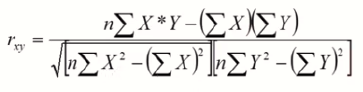 r_xy = n∑X*Y−(∑X)(∑Y) / √[n∑X²−(∑X)²][n∑Y²−(∑Y)²]